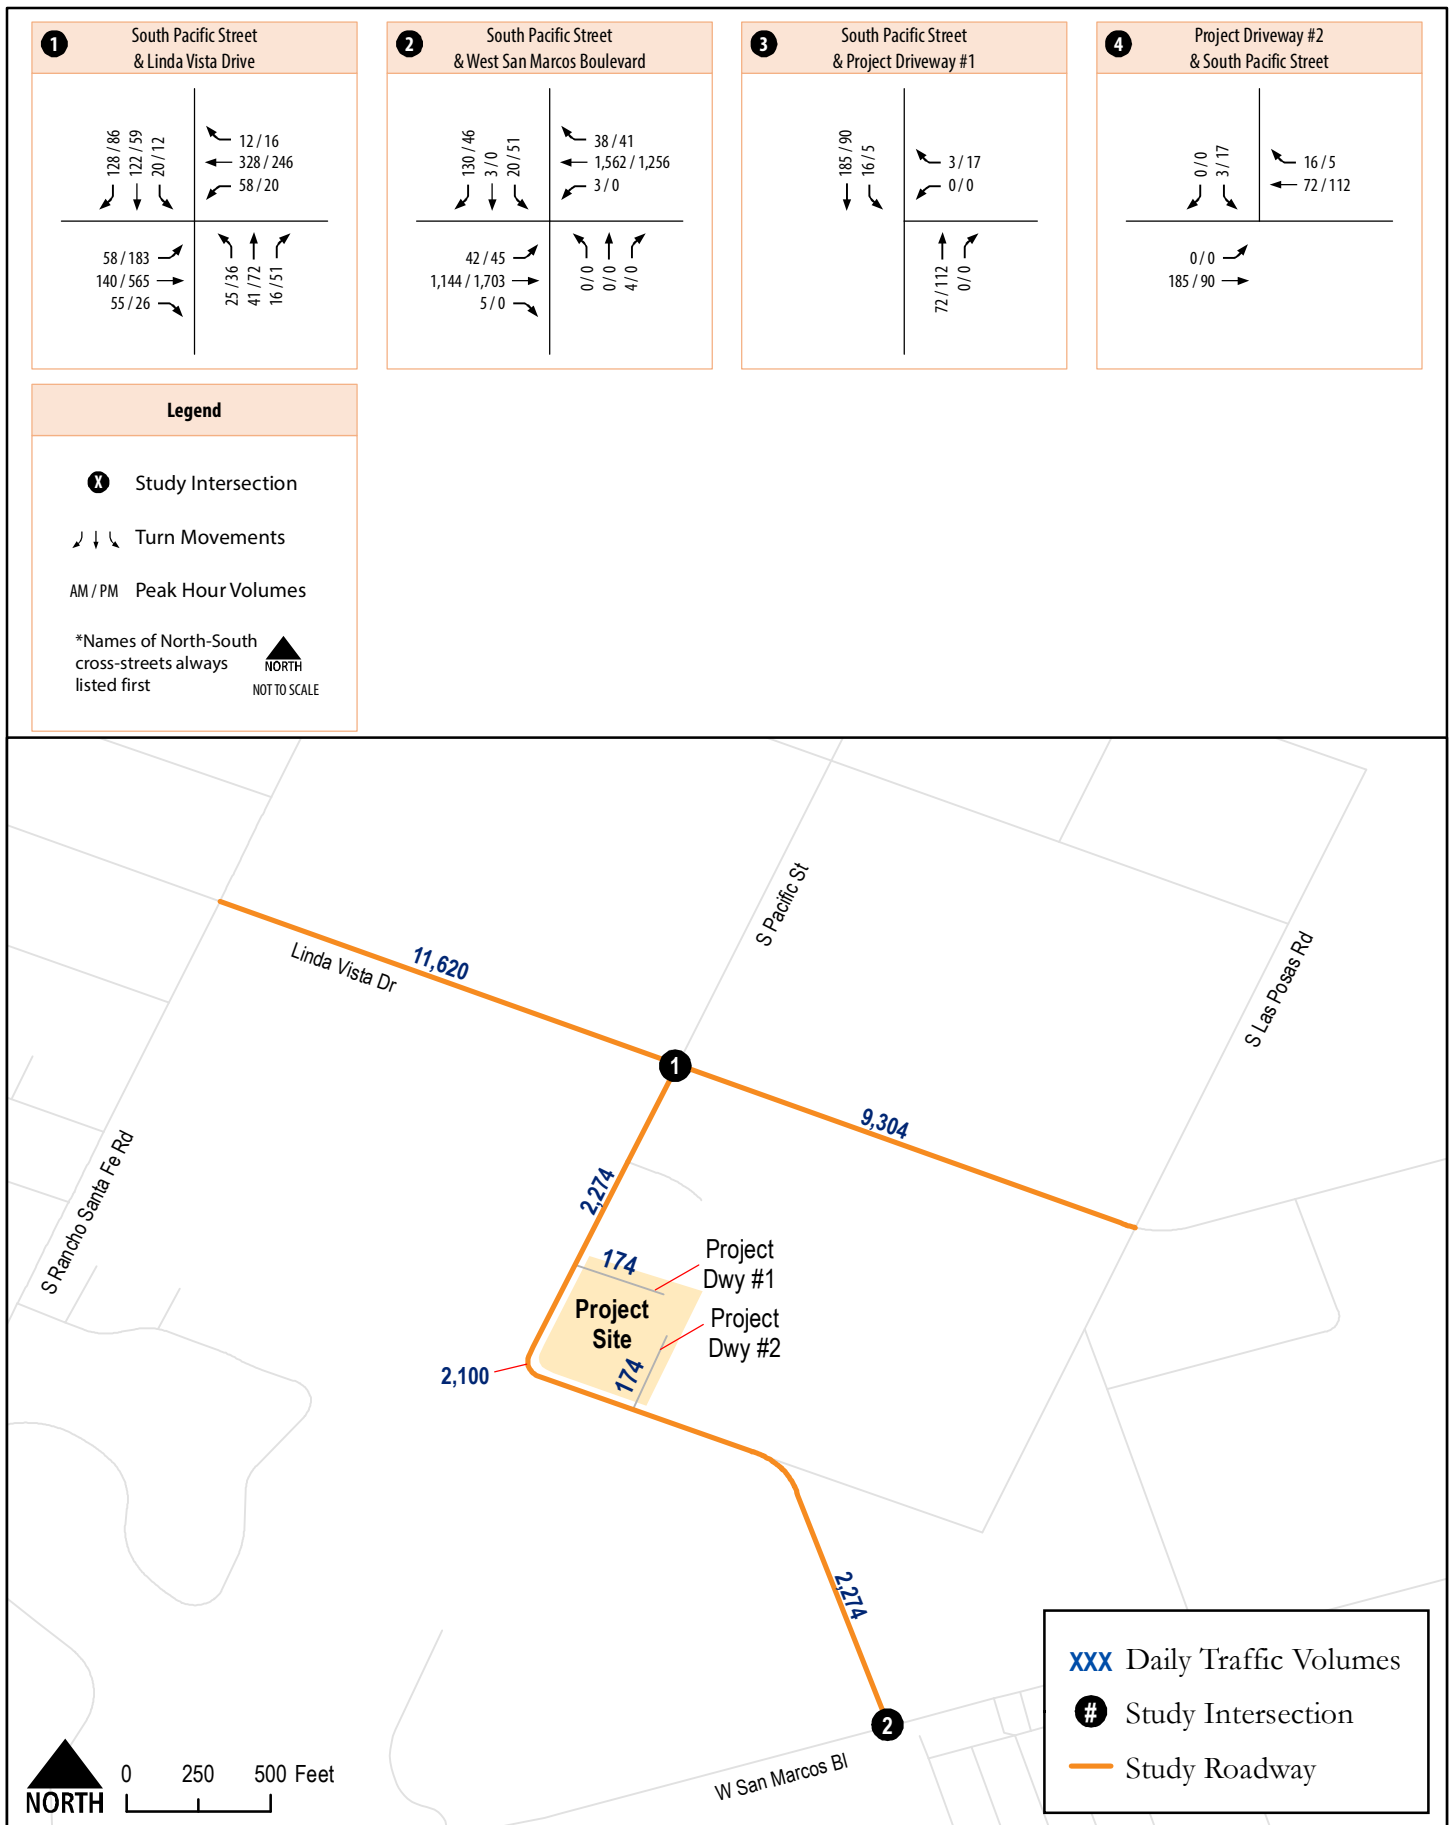 1
South Pacific Street
& Linda Vista Drive
128 / 86
122 / 59
20 / 12
12 / 16
328 / 246
58 / 20
58 / 183
140 / 565
55 / 26
25 / 36
41 / 72
16 / 51
2
South Pacific Street
& West San Marcos Boulevard
130 / 46
3 / 0
20 / 51
38 / 41
1,562 / 1,256
3 / 0
42 / 45
1,144 / 1,703
5 / 0
0 / 0
0 / 0
4 / 0
3
South Pacific Street
& Project Driveway #1
185 / 90
16 / 5
3 / 17
0 / 0
72 / 112
0 / 0
4
Project Driveway #2
& South Pacific Street
0 / 0
3 / 17
16 / 5
72 / 112
0 / 0
185 / 90
Legend
X Study Intersection
Turn Movements
AM / PM Peak Hour Volumes
*Names of North-South
cross-streets always
listed first
NORTH
NOT TO SCALE
S Pacific St
Linda Vista Dr
11,620
S Las Posas Rd
1
9,304
S Rancho Santa Fe Rd
2,274
174
Project
Dwy #1
Project
Site
Project
Dwy #2
2,100
174
2,274
2
W San Marcos Bl
NORTH
0 250 500 Feet
XXX Daily Traffic Volumes
# Study Intersection
Study Roadway